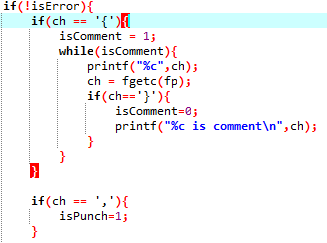 if(!isError){
if(ch == '{'){
isComment = 1;
while(isComment){
printf("%c",ch);
ch = fgetc(fp);
if(ch=='}'){
isComment=0;
printf("%c is comment\n",ch);
}
}
}
if(ch == ','){
isPunch=1;
}